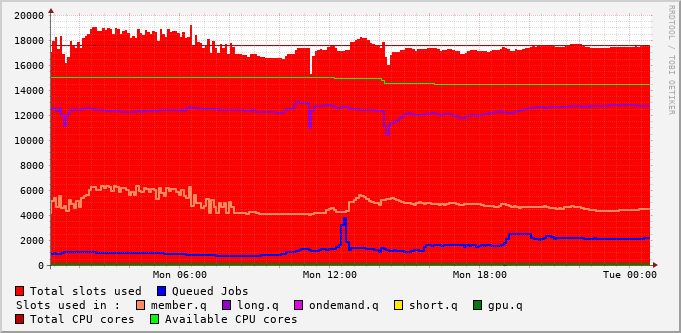 20000
18000
16000
14000
12000
10000
8000
6000
4000
2000
0
Mon 06:00 Mon 12:00 Mon 18:00 Tue 00:00
RRDTOOL / TOBI OETIKER
Total slots used Queued Jobs
Slots used in : member.q long.q ondemand.q short.q gpu.q
Total CPU cores Available CPU cores